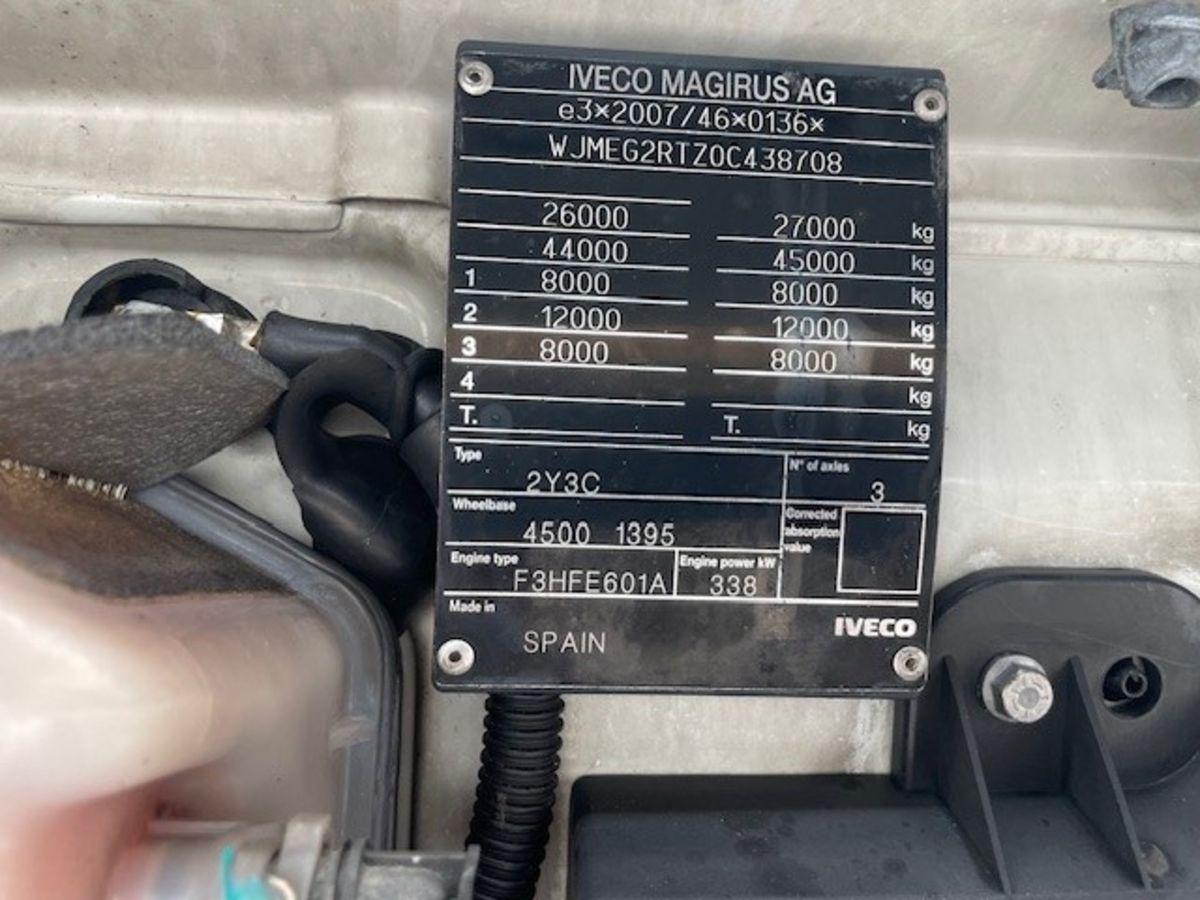 IVECO MAGIRUS AG
e3*2007/46*0136*
WJMEG2RTZ0C438708
26000 27000 kg
44000 45000 kg
1 8000 8000 kg
2 12000 12000 kg
3 8000 8000 kg
4 kg
T. T. kg
Type 2Y3C N° of axles 3
Wheelbase 4500 1395 Corrected absorption value
Engine type F3HFE601A Engine power kW 338
Made in SPAIN IVECO